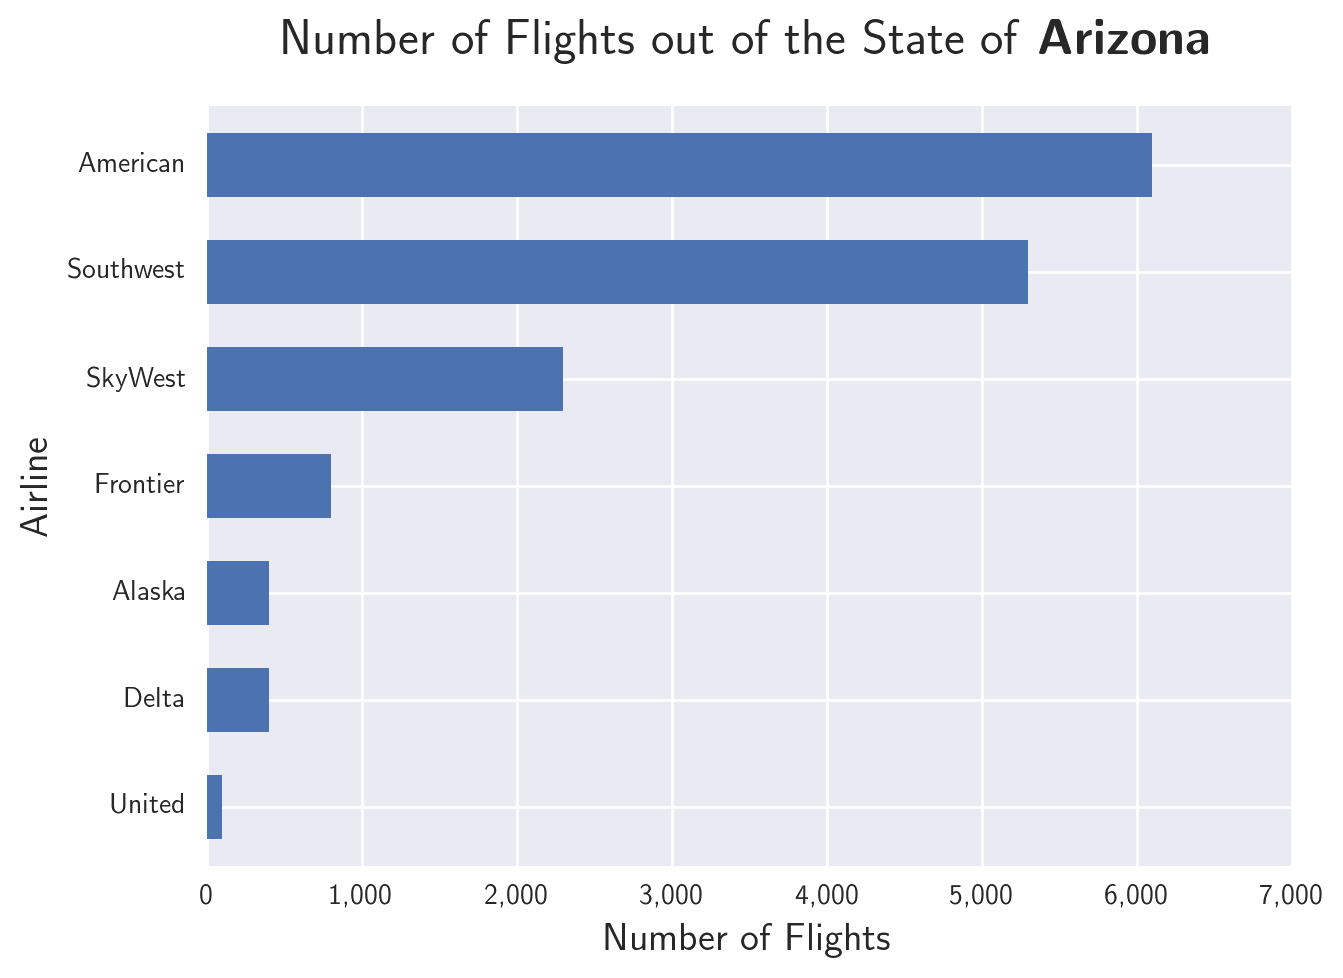 Number of Flights out of the State of Arizona
American
Southwest
SkyWest
Frontier
Alaska
Delta
United
Airline
0 1,000 2,000 3,000 4,000 5,000 6,000 7,000
Number of Flights